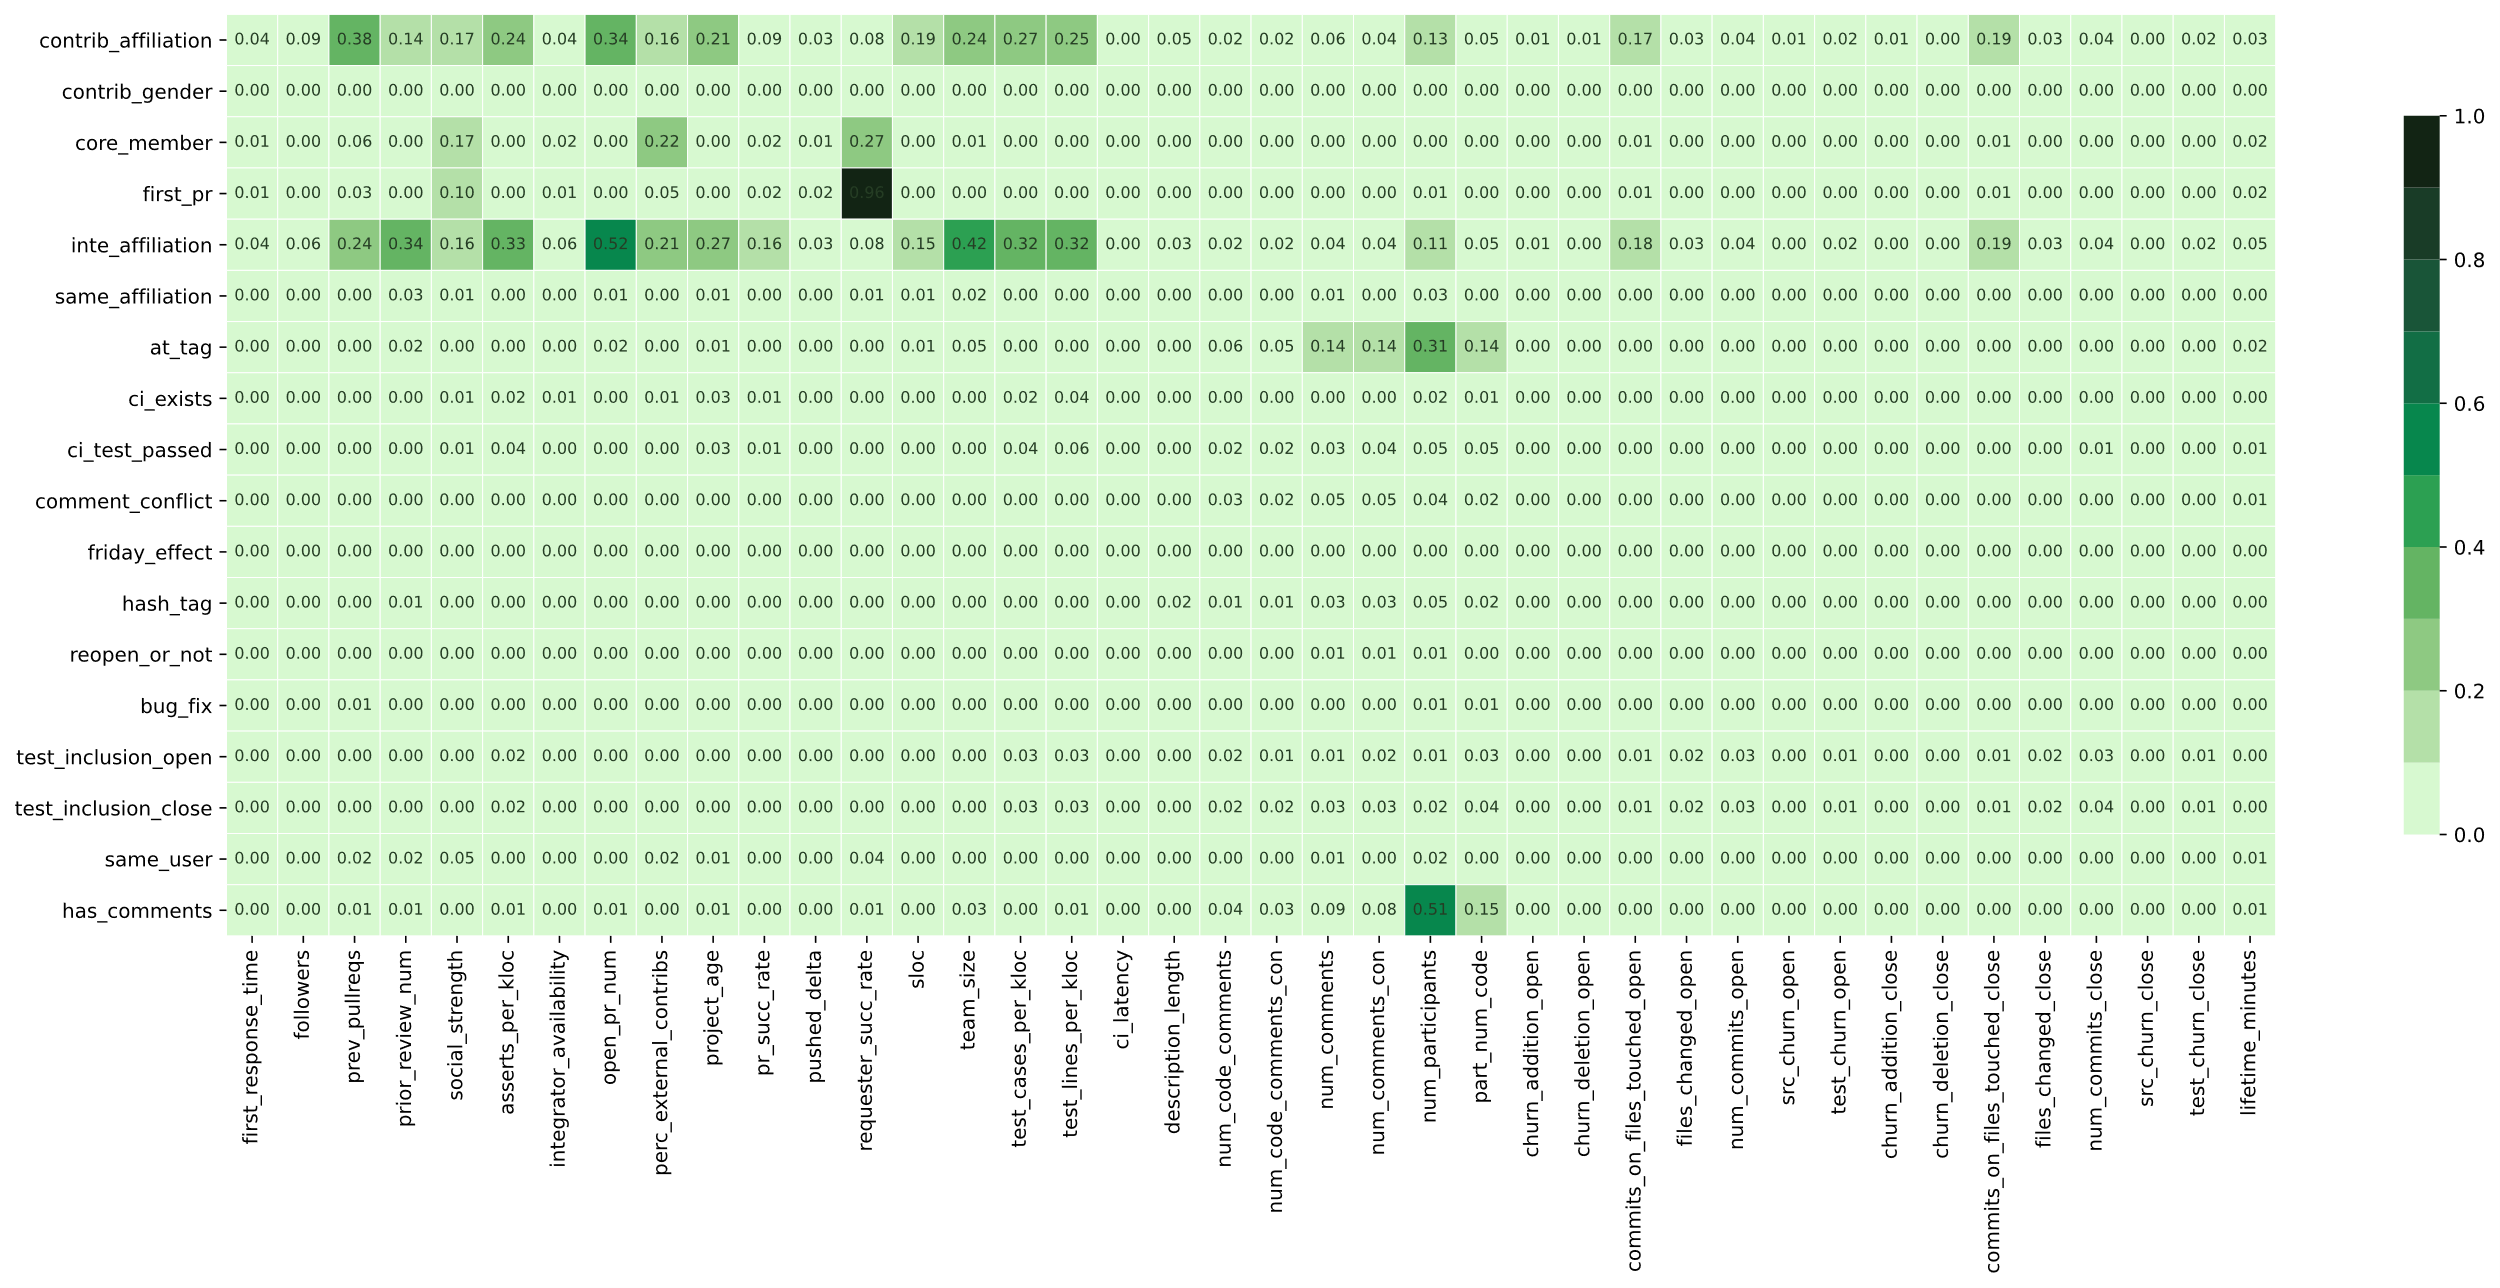 contrib_affiliation 0.04 0.09 0.38 0.14 0.17 0.24 0.04 0.34 0.16 0.21 0.09 0.03 0.08 0.19 0.24 0.27 0.25 0.00 0.05 0.02 0.02 0.06 0.04 0.13 0.05 0.01 0.01 0.17 0.03 0.04 0.01 0.02 0.01 0.00 0.19 0.03 0.04 0.00 0.02 0.03
contrib_gender 0.00 0.00 0.00 0.00 0.00 0.00 0.00 0.00 0.00 0.00 0.00 0.00 0.00 0.00 0.00 0.00 0.00 0.00 0.00 0.00 0.00 0.00 0.00 0.00 0.00 0.00 0.00 0.00 0.00 0.00 0.00 0.00 0.00 0.00 0.00 0.00 0.00 0.00 0.00 0.00
core_member 0.01 0.00 0.06 0.00 0.17 0.00 0.02 0.00 0.22 0.00 0.02 0.01 0.27 0.00 0.01 0.00 0.00 0.00 0.00 0.00 0.00 0.00 0.00 0.00 0.00 0.00 0.00 0.01 0.00 0.00 0.00 0.00 0.00 0.00 0.01 0.00 0.00 0.00 0.00 0.02
first_pr 0.01 0.00 0.03 0.00 0.10 0.00 0.01 0.00 0.05 0.00 0.02 0.02 0.96 0.00 0.00 0.00 0.00 0.00 0.00 0.00 0.00 0.00 0.00 0.01 0.00 0.00 0.00 0.01 0.00 0.00 0.00 0.00 0.00 0.00 0.01 0.00 0.00 0.00 0.00 0.02
inte_affiliation 0.04 0.06 0.24 0.34 0.16 0.33 0.06 0.52 0.21 0.27 0.16 0.03 0.08 0.15 0.42 0.32 0.32 0.00 0.03 0.02 0.02 0.04 0.04 0.11 0.05 0.01 0.00 0.18 0.03 0.04 0.00 0.02 0.00 0.00 0.19 0.03 0.04 0.00 0.02 0.05
same_affiliation 0.00 0.00 0.00 0.03 0.01 0.00 0.00 0.01 0.00 0.01 0.00 0.00 0.01 0.01 0.02 0.00 0.00 0.00 0.00 0.00 0.00 0.01 0.00 0.03 0.00 0.00 0.00 0.00 0.00 0.00 0.00 0.00 0.00 0.00 0.00 0.00 0.00 0.00 0.00 0.00
at_tag 0.00 0.00 0.00 0.02 0.00 0.00 0.00 0.02 0.00 0.01 0.00 0.00 0.00 0.01 0.05 0.00 0.00 0.00 0.00 0.06 0.05 0.14 0.14 0.31 0.14 0.00 0.00 0.00 0.00 0.00 0.00 0.00 0.00 0.00 0.00 0.00 0.00 0.00 0.00 0.02
ci_exists 0.00 0.00 0.00 0.00 0.01 0.02 0.01 0.00 0.01 0.03 0.01 0.00 0.00 0.00 0.00 0.02 0.04 0.00 0.00 0.00 0.00 0.00 0.00 0.02 0.01 0.00 0.00 0.00 0.00 0.00 0.00 0.00 0.00 0.00 0.00 0.00 0.00 0.00 0.00 0.00
ci_test_passed 0.00 0.00 0.00 0.00 0.01 0.04 0.00 0.00 0.00 0.03 0.01 0.00 0.00 0.00 0.00 0.04 0.06 0.00 0.00 0.02 0.02 0.03 0.04 0.05 0.05 0.00 0.00 0.00 0.00 0.00 0.00 0.00 0.00 0.00 0.00 0.00 0.01 0.00 0.00 0.01
comment_conflict 0.00 0.00 0.00 0.00 0.00 0.00 0.00 0.00 0.00 0.00 0.00 0.00 0.00 0.00 0.00 0.00 0.00 0.00 0.00 0.03 0.02 0.05 0.05 0.04 0.02 0.00 0.00 0.00 0.00 0.00 0.00 0.00 0.00 0.00 0.00 0.00 0.00 0.00 0.00 0.01
friday_effect 0.00 0.00 0.00 0.00 0.00 0.00 0.00 0.00 0.00 0.00 0.00 0.00 0.00 0.00 0.00 0.00 0.00 0.00 0.00 0.00 0.00 0.00 0.00 0.00 0.00 0.00 0.00 0.00 0.00 0.00 0.00 0.00 0.00 0.00 0.00 0.00 0.00 0.00 0.00 0.00
hash_tag 0.00 0.00 0.00 0.01 0.00 0.00 0.00 0.00 0.00 0.00 0.00 0.00 0.00 0.00 0.00 0.00 0.00 0.00 0.02 0.01 0.01 0.03 0.03 0.05 0.02 0.00 0.00 0.00 0.00 0.00 0.00 0.00 0.00 0.00 0.00 0.00 0.00 0.00 0.00 0.00
reopen_or_not 0.00 0.00 0.00 0.00 0.00 0.00 0.00 0.00 0.00 0.00 0.00 0.00 0.00 0.00 0.00 0.00 0.00 0.00 0.00 0.00 0.00 0.01 0.01 0.01 0.00 0.00 0.00 0.00 0.00 0.00 0.00 0.00 0.00 0.00 0.00 0.00 0.00 0.00 0.00 0.00
bug_fix 0.00 0.00 0.01 0.00 0.00 0.00 0.00 0.00 0.00 0.00 0.00 0.00 0.00 0.00 0.00 0.00 0.00 0.00 0.00 0.00 0.00 0.00 0.00 0.01 0.01 0.00 0.00 0.00 0.00 0.00 0.00 0.00 0.00 0.00 0.00 0.00 0.00 0.00 0.00 0.00
test_inclusion_open 0.00 0.00 0.00 0.00 0.00 0.02 0.00 0.00 0.00 0.00 0.00 0.00 0.00 0.00 0.00 0.03 0.03 0.00 0.00 0.02 0.01 0.01 0.02 0.01 0.03 0.00 0.00 0.01 0.02 0.03 0.00 0.01 0.00 0.00 0.01 0.02 0.03 0.00 0.01 0.00
test_inclusion_close 0.00 0.00 0.00 0.00 0.00 0.02 0.00 0.00 0.00 0.00 0.00 0.00 0.00 0.00 0.00 0.03 0.03 0.00 0.00 0.02 0.02 0.03 0.03 0.02 0.04 0.00 0.00 0.01 0.02 0.03 0.00 0.01 0.00 0.00 0.01 0.02 0.04 0.00 0.01 0.00
same_user 0.00 0.00 0.02 0.02 0.05 0.00 0.00 0.00 0.02 0.01 0.00 0.00 0.04 0.00 0.00 0.00 0.00 0.00 0.00 0.00 0.00 0.01 0.00 0.02 0.00 0.00 0.00 0.00 0.00 0.00 0.00 0.00 0.00 0.00 0.00 0.00 0.00 0.00 0.00 0.01
has_comments 0.00 0.00 0.01 0.01 0.00 0.01 0.00 0.01 0.00 0.01 0.00 0.00 0.01 0.00 0.03 0.00 0.01 0.00 0.00 0.04 0.03 0.09 0.08 0.51 0.15 0.00 0.00 0.00 0.00 0.00 0.00 0.00 0.00 0.00 0.00 0.00 0.00 0.00 0.00 0.01
first_response_time
followers
prev_pullreqs
prior_review_num
social_strength
asserts_per_kloc
integrator_availability
open_pr_num
perc_external_contribs
project_age
pr_succ_rate
pushed_delta
requester_succ_rate
sloc
team_size
test_cases_per_kloc
test_lines_per_kloc
ci_latency
description_length
num_code_comments
num_code_comments_con
num_comments
num_comments_con
num_participants
part_num_code
churn_addition_open
churn_deletion_open
commits_on_files_touched_open
files_changed_open
num_commits_open
src_churn_open
test_churn_open
churn_addition_close
churn_deletion_close
commits_on_files_touched_close
files_changed_close
num_commits_close
src_churn_close
test_churn_close
lifetime_minutes
1.0
0.8
0.6
0.4
0.2
0.0